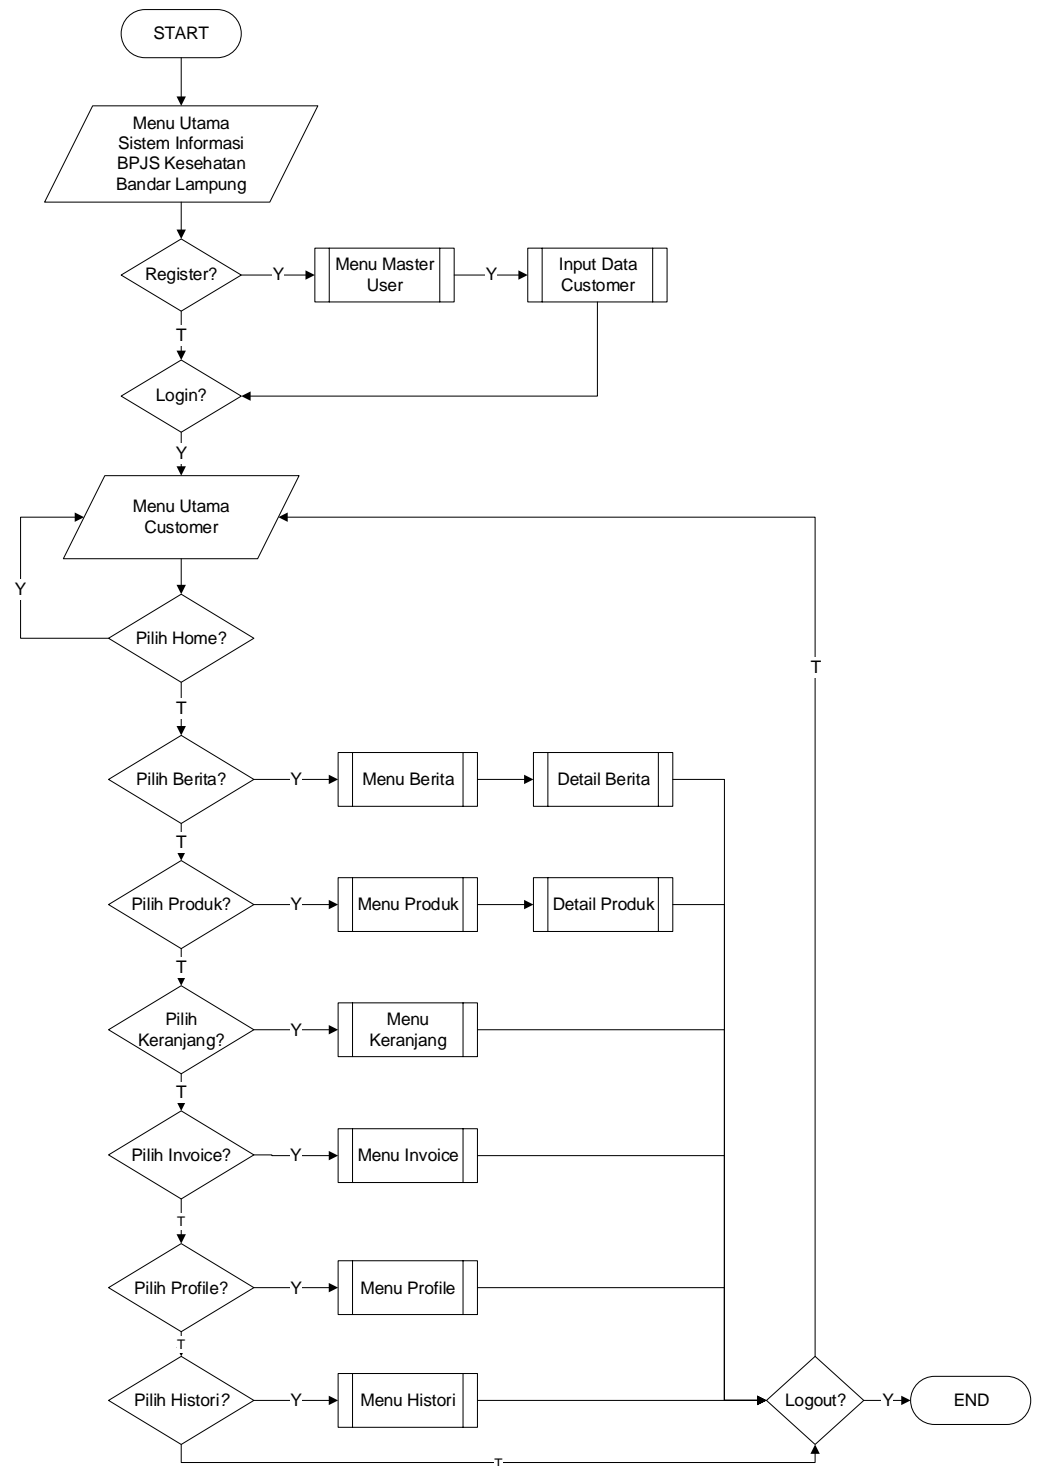 START
Menu Utama
Sistem Informasi
BPJS Kesehatan
Bandar Lampung
Register?
Y
Menu Master
User
Y
Input Data
Customer
T
Login?
Y
Menu Utama
Customer
Y
Pilih Home?
T
T
Pilih Berita?
Y
Menu Berita
Detail Berita
T
Pilih Produk?
Y
Menu Produk
Detail Produk
T
Pilih
Keranjang?
Y
Menu
Keranjang
T
Pilih Invoice?
Y
Menu Invoice
T
Pilih Profile?
Y
Menu Profile
T
Pilih Histori?
Y
Menu Histori
Logout?
Y
END
T